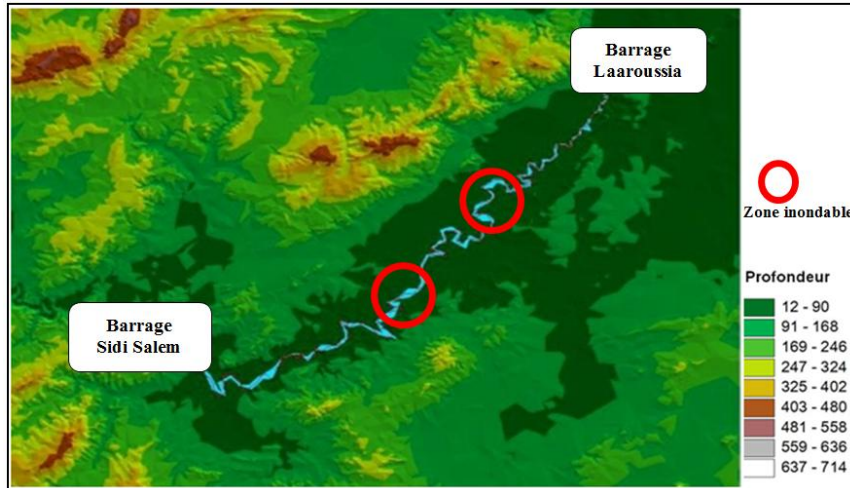 Barrage
Laaroussia
Zone inondable
Barrage
Sidi Salem
Profondeur
12 - 90
91 - 168
169 - 246
247 - 324
325 - 402
403 - 480
481 - 558
559 - 636
637 - 714